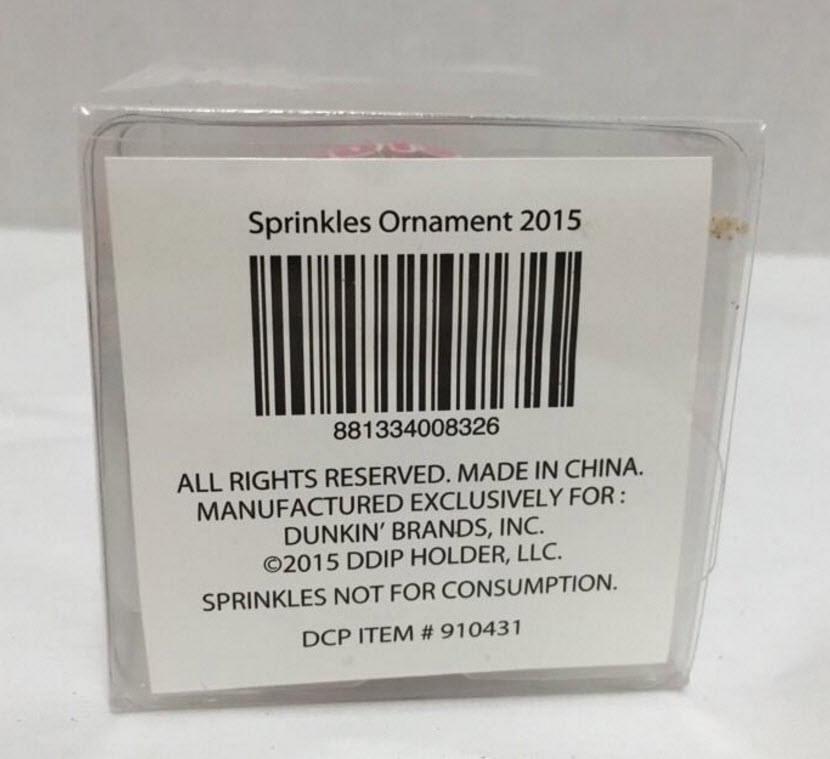 Sprinkles Ornament 2015
881334008326
ALL RIGHTS RESERVED. MADE IN CHINA.
MANUFACTURED EXCLUSIVELY FOR :
DUNKIN' BRANDS, INC.
©2015 DDIP HOLDER, LLC.
SPRINKLES NOT FOR CONSUMPTION.
DCP ITEM # 910431